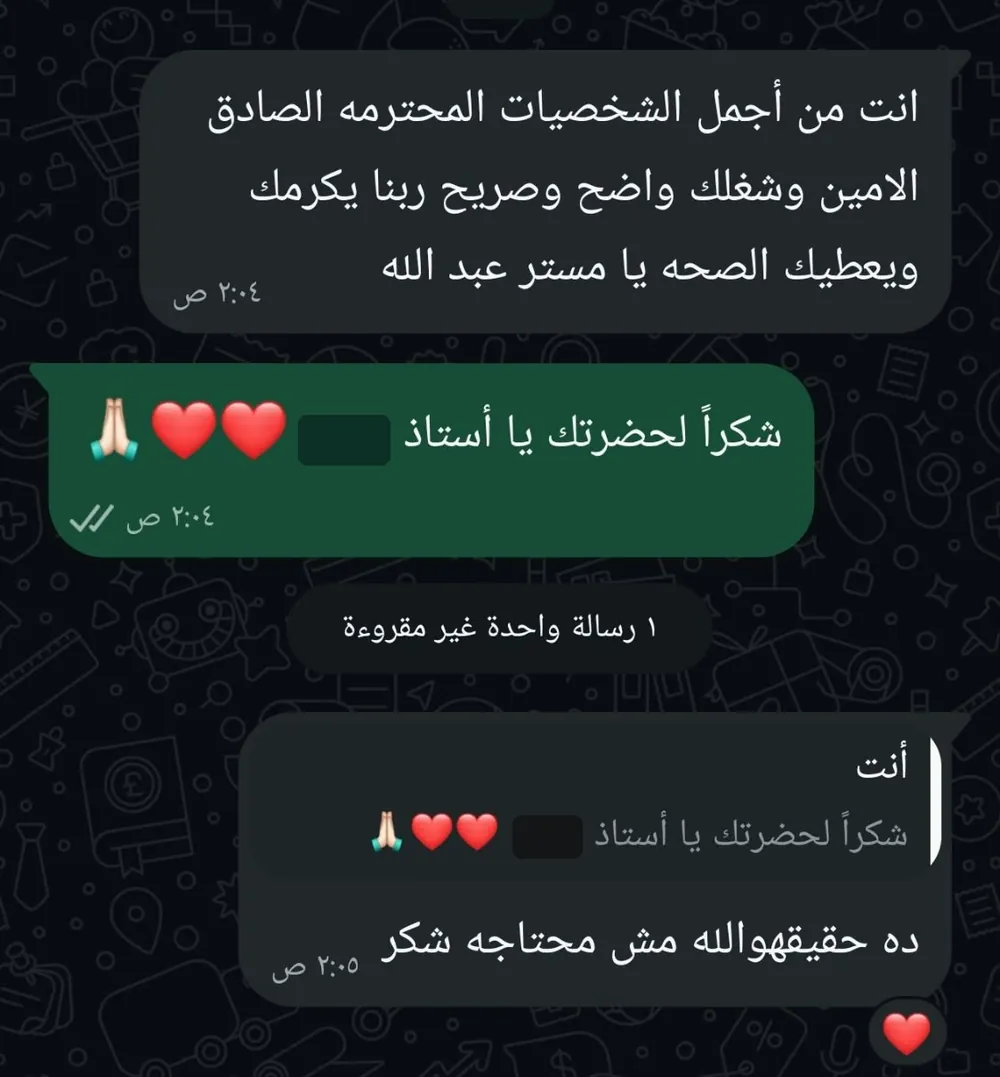 انت من أجمل الشخصيات المحترمه الصادق
الامين وشغلك واضح وصريح ربنا يكرمك
ويعطيك الصحه يا مستر عبد الله
٢:٠٤ ص
شكراً لحضرتك يا أستاذ ❤️❤️🙏🏻
٢:٠٤ ص
١ رسالة واحدة غير مقروءة
أنت
شكراً لحضرتك يا أستاذ ❤️❤️🙏🏻
ده حقيقهوالله مش محتاجه شكر
٢:٠٥ ص
❤️